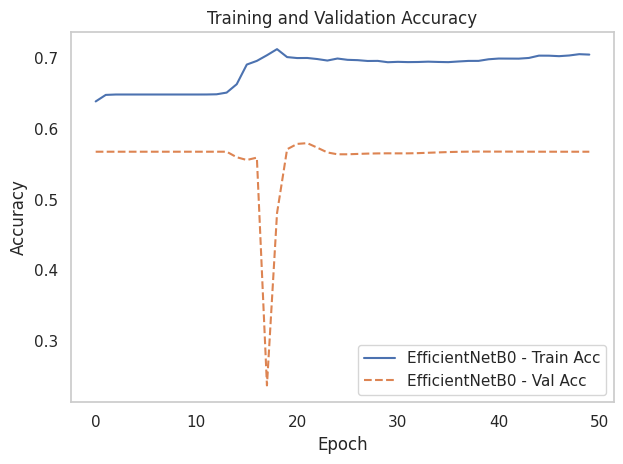 Training and Validation Accuracy
Accuracy
0.7
0.6
0.5
0.4
0.3
EfficientNetB0 - Train Acc
EfficientNetB0 - Val Acc
0 10 20 30 40 50
Epoch